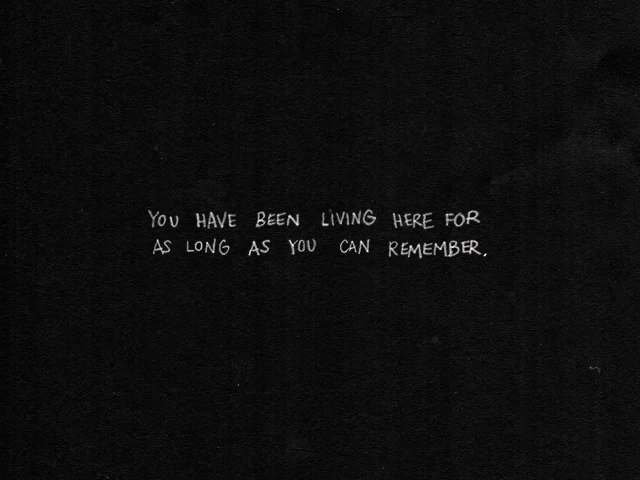 YOU HAVE BEEN LIVING HERE FOR
AS LONG AS YOU CAN REMEMBER.